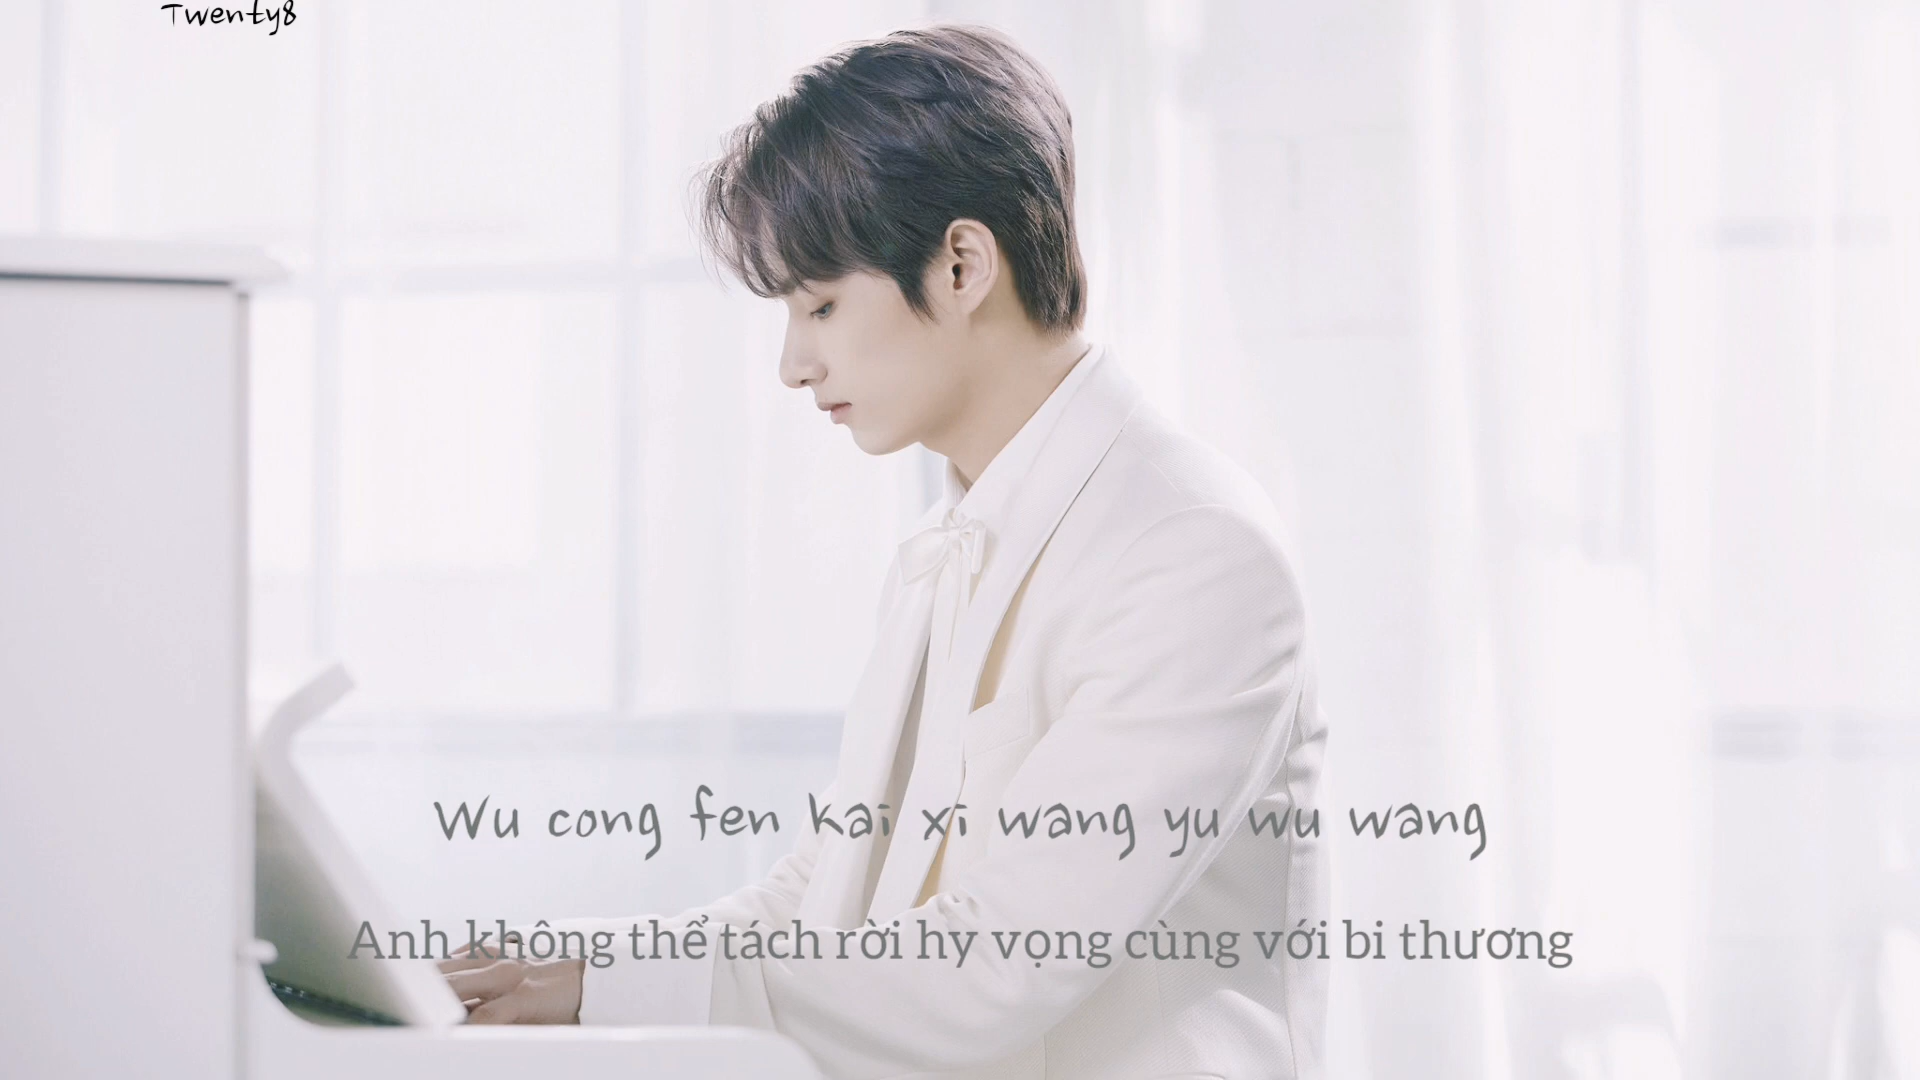 Twenty8
Wu cong fen kai xi wang yu wu wang
Anh không thể tách rời hy vọng cùng với bi thương